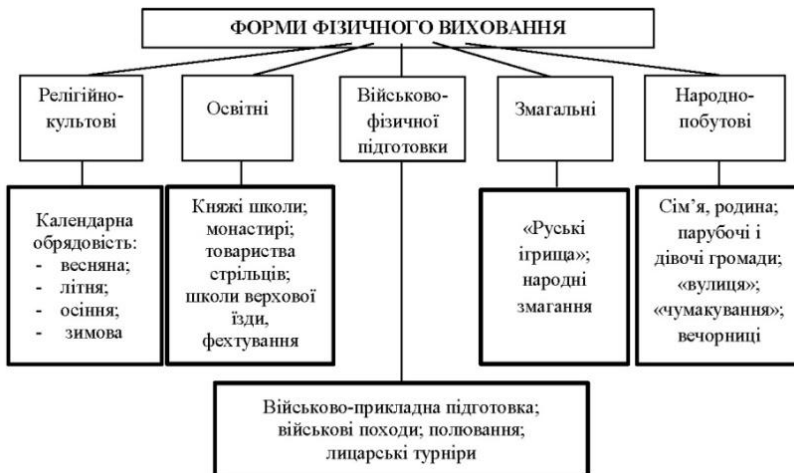 ФОРМИ ФІЗИЧНОГО ВИХОВАННЯ
Релігійно-
культові
Освітні
Військово-
фізичної
підготовки
Змагальні
Народно-
побутові
Календарна
обрядовість:
- весняна;
- літня;
- осіння;
- зимова
Княжі школи;
монастирі;
товариства
стрільців;
школи верхової
їзди,
фехтування
«Руські
ігрища»;
народні
змагання
Сім’я, родина;
парубочі і
дівочі громади;
«вулиця»;
«чумакування»;
вечорниці
Військово-прикладна підготовка;
військові походи; полювання;
лицарські турніри